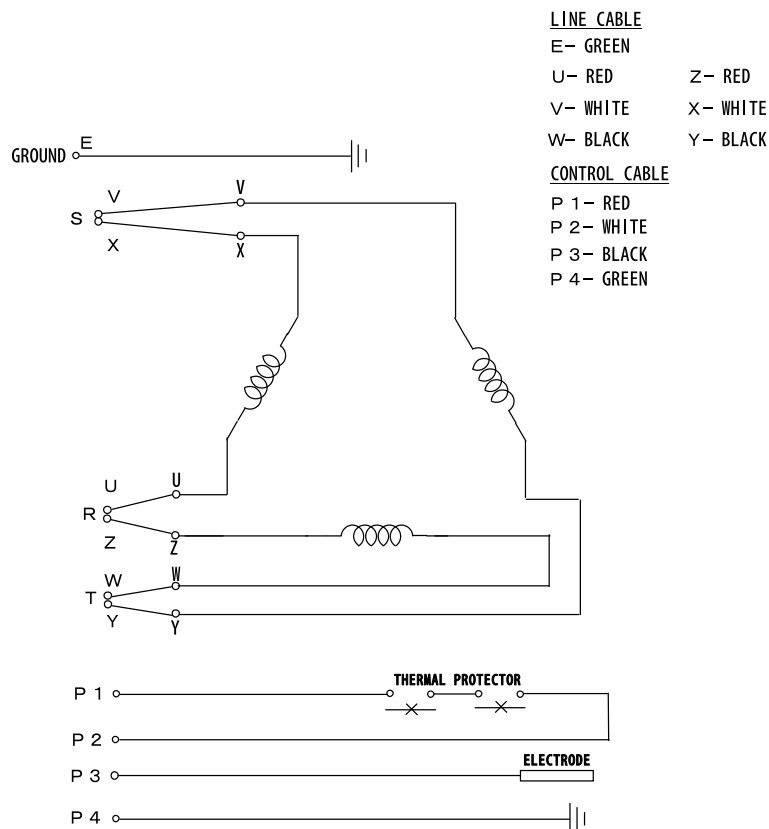 LINE CABLE
E– GREEN
U– RED Z– RED
V– WHITE X– WHITE
W– BLACK Y– BLACK
CONTROL CABLE
P 1– RED
P 2– WHITE
P 3– BLACK
P 4– GREEN
GROUND E
V V
S
X X
U U
R
Z Z
W W
T
Y Y
THERMAL PROTECTOR
P 1
P 2
ELECTRODE
P 3
P 4